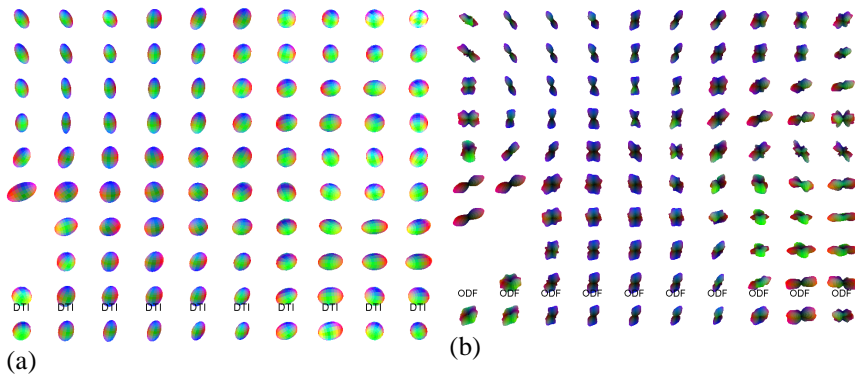 DTI DTI DTI DTI DTI DTI DTI DTI DTI DTI
(a)
ODF ODF ODF ODF ODF ODF ODF ODF ODF ODF
(b)